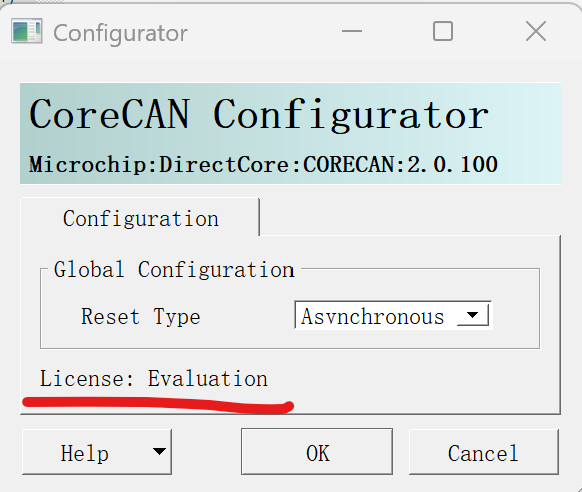 Configurator
CoreCAN Configurator
Microchip:DirectCore:CORECAN:2.0.100
Configuration
Global Configuration
Reset Type Asynchronous
License: Evaluation
Help OK Cancel